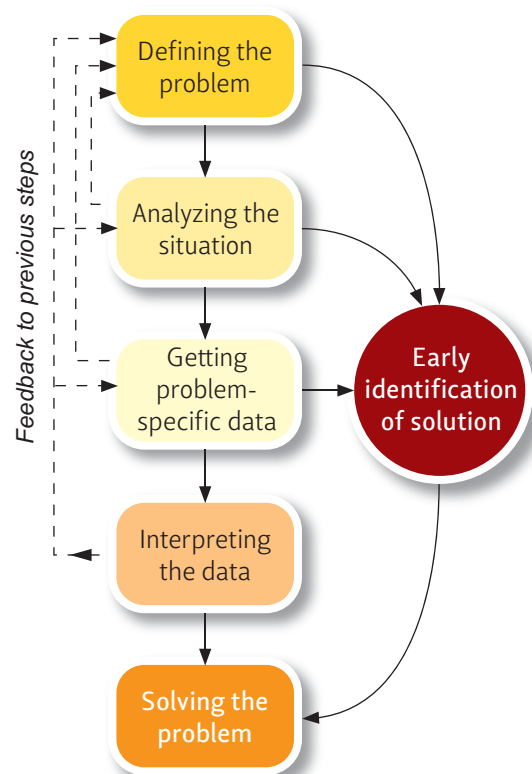 Defining the
problem
Analyzing the
situation
Getting
problem-
specific data
Interpreting
the data
Solving the
problem
Early
identification
of solution
Feedback to previous steps